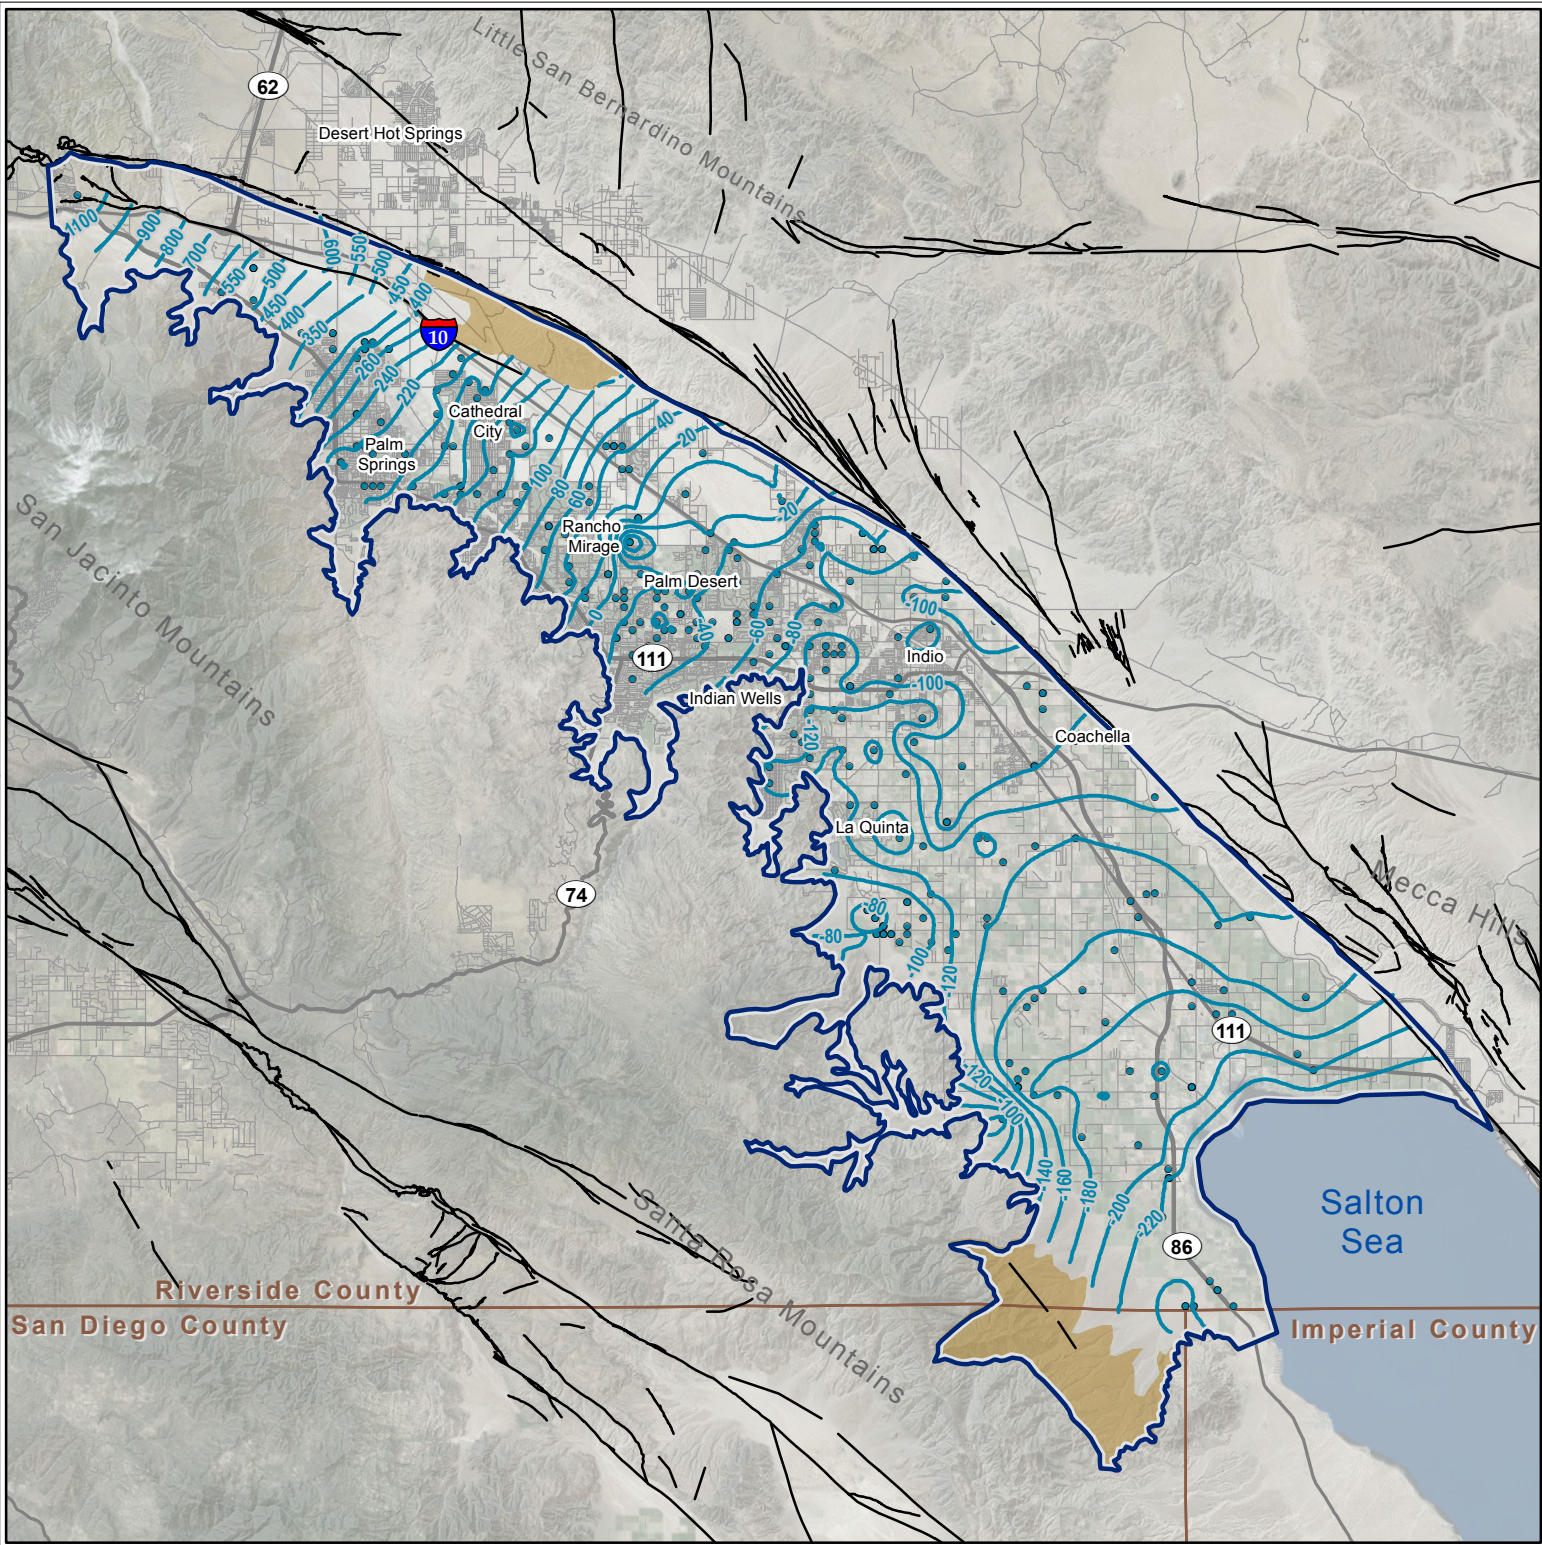 Little San Bernardino Mountains
62
Desert Hot Springs
1100
900
800
700
550
500
450
400
350
600
550
500
450
400
10
260
240
220
Cathedral
City
Palm
Springs
40
20
100
80
60
-20
Rancho
Mirage
Palm Desert
0
-40
-60
-80
-100
111
Indio
Indian Wells
-100
-120
Coachella
San Jacinto Mountains
La Quinta
74
Mecca Hills
-80
-80
-100
-120
111
-120
-100
-140
-160
-180
-200
-220
Salton
Sea
86
Santa Rosa Mountains
Riverside County
San Diego County
Imperial County